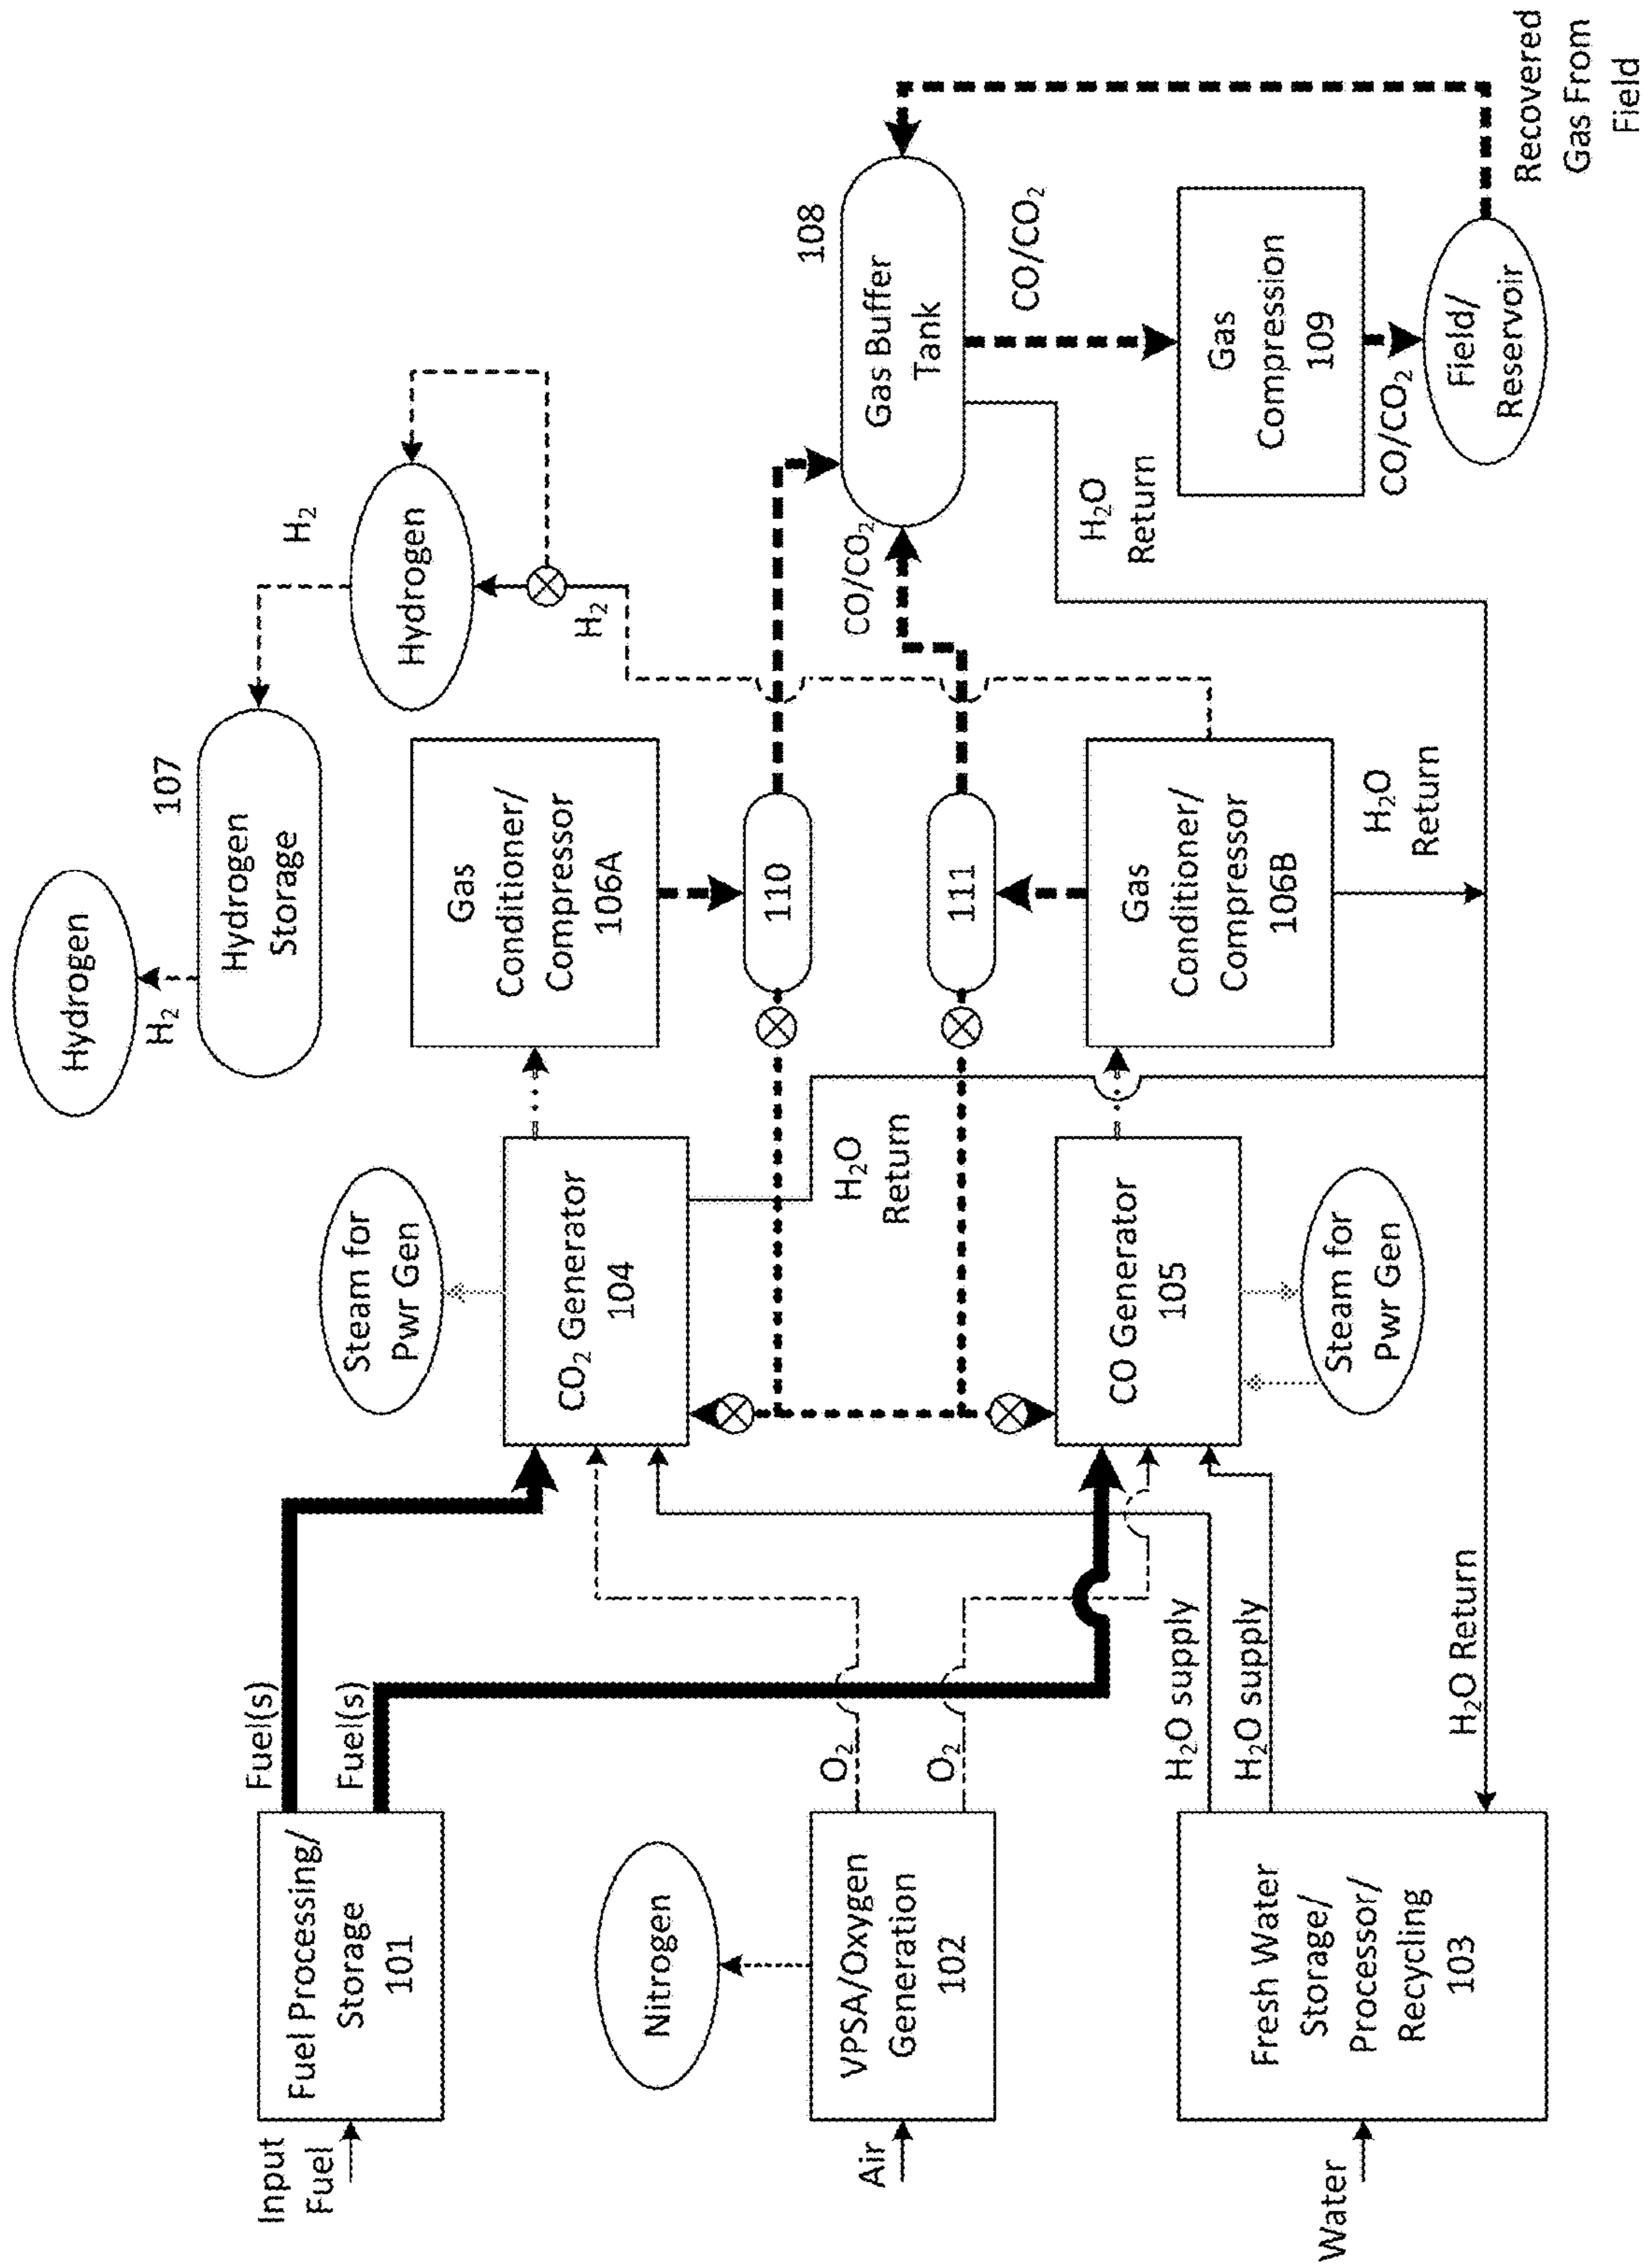 Input
Fuel
Fuel Processing/
Storage
101
Fuel(s)
Fuel(s)
Air
VPSA/Oxygen
Generation
102
Nitrogen
O₂
O₂
Water
Fresh Water
Storage/
Processor/
Recycling
103
H₂O supply
H₂O supply
H₂O Return
Steam for
Pwr Gen
CO₂ Generator
104
H₂O
Return
CO Generator
105
Steam for
Pwr Gen
Hydrogen
H₂
107
Hydrogen
Storage
Gas
Conditioner/
Compressor
106A
110
111
Gas
Conditioner/
Compressor
106B
H₂O
Return
H₂
Hydrogen
H₂
CO/CO₂
108
Gas Buffer
Tank
H₂O
Return
CO/CO₂
Gas
Compression
109
CO/CO₂
Field/
Reservoir
Recovered
Gas From
Field